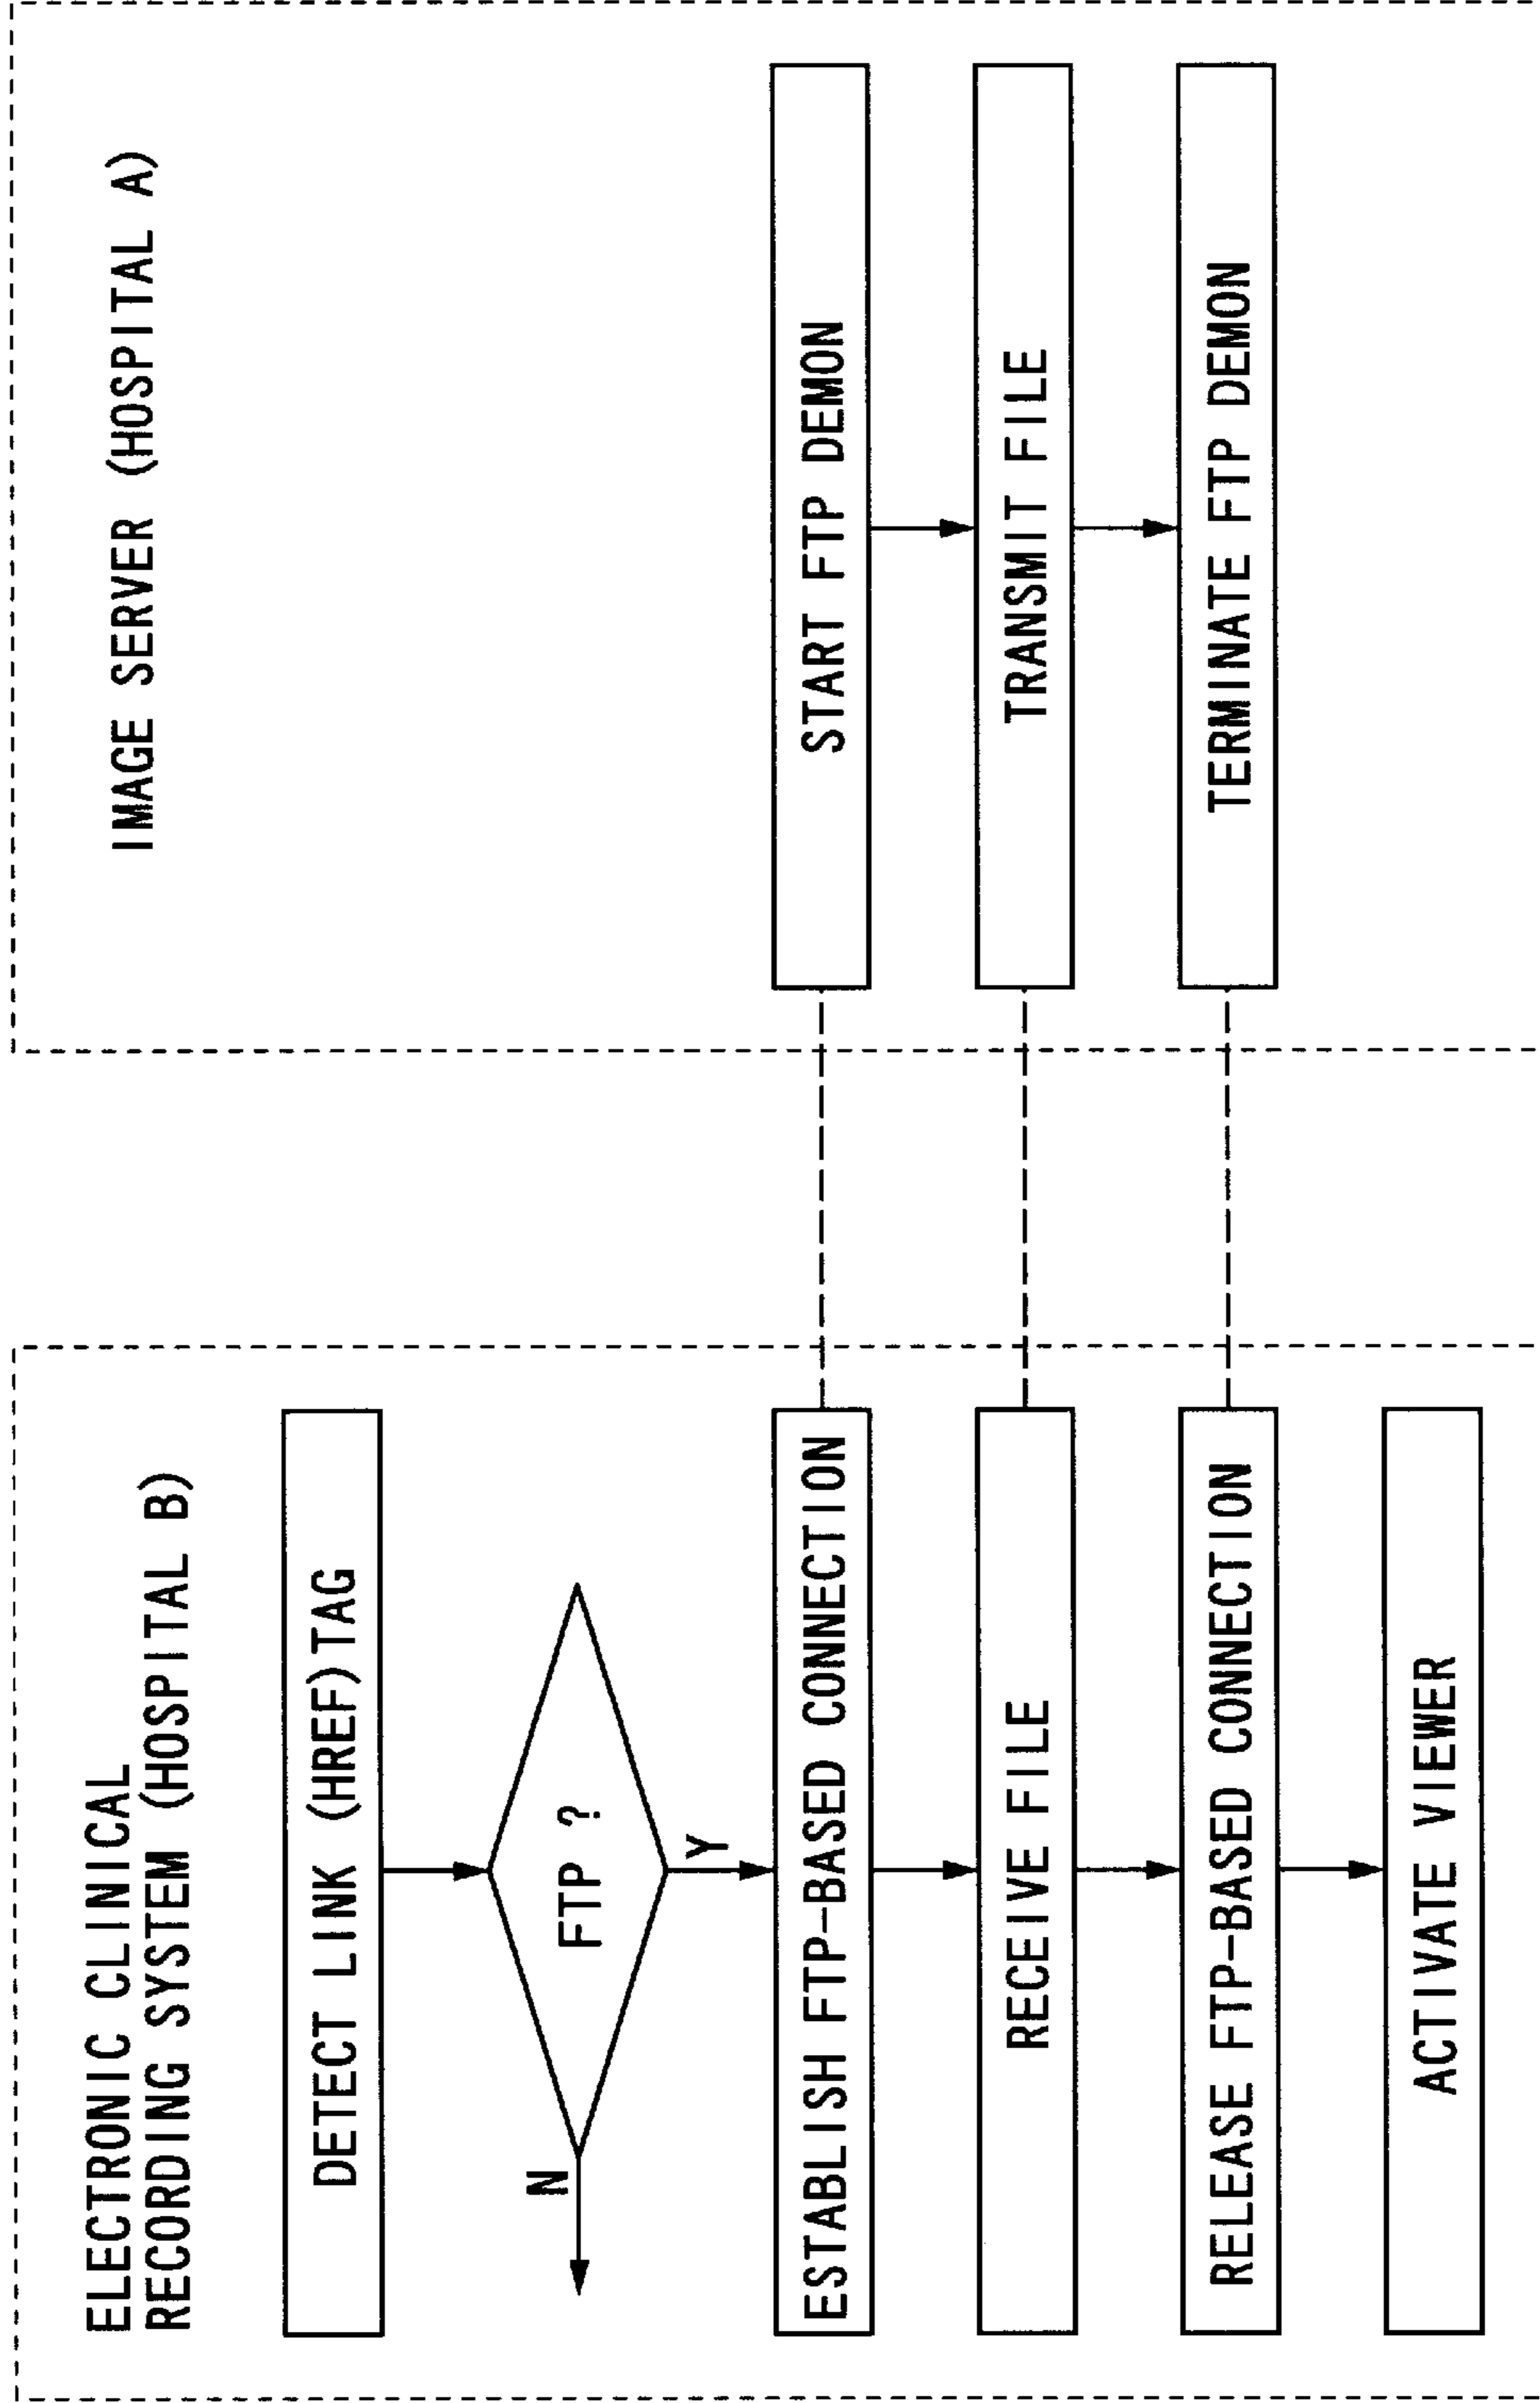 ELECTRONIC CLINICAL
RECORDING SYSTEM (HOSPITAL B)
DETECT LINK (HREF)TAG
FTP ?
N
Y
ESTABLISH FTP-BASED CONNECTION
RECEIVE FILE
RELEASE FTP-BASED CONNECTION
ACTIVATE VIEWER
IMAGE SERVER (HOSPITAL A)
START FTP DEMON
TRANSMIT FILE
TERMINATE FTP DEMON